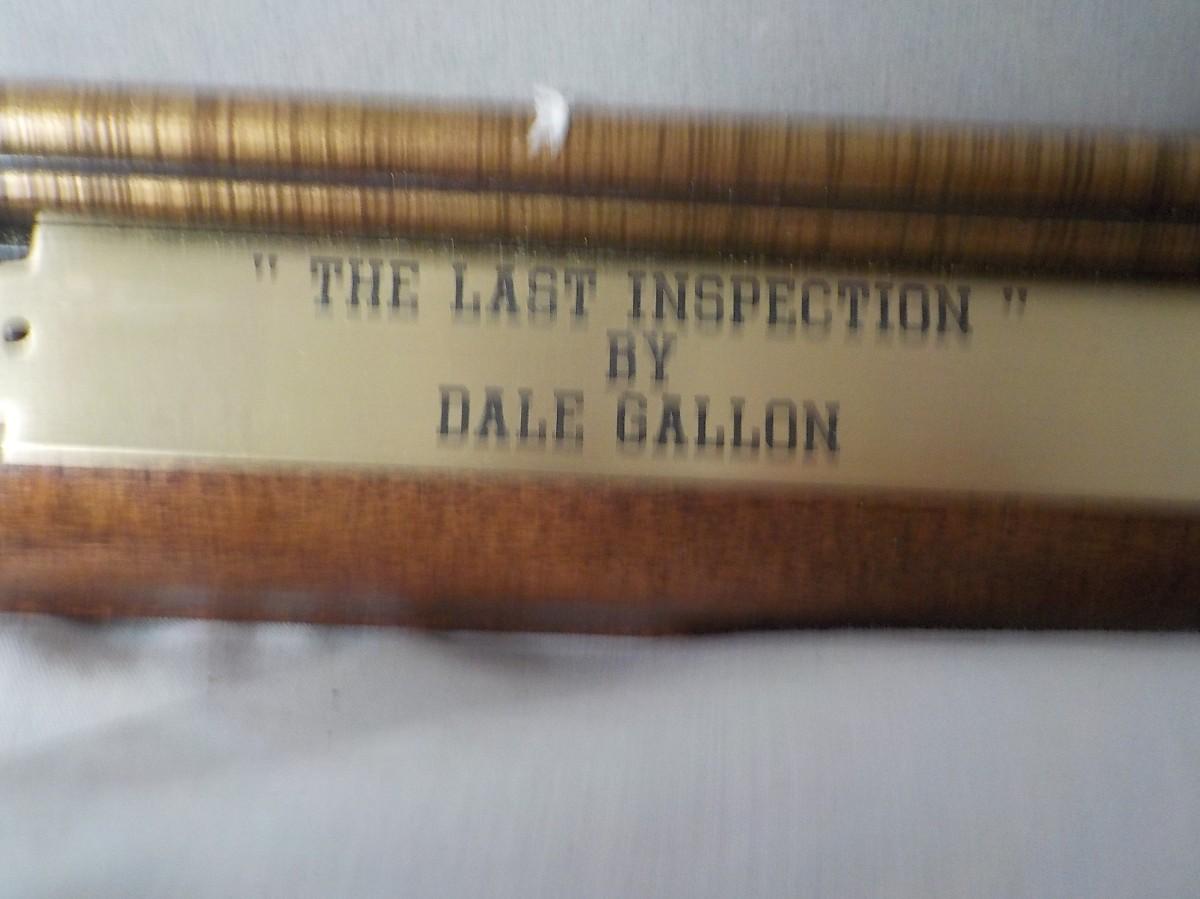 " THE LAST INSPECTION "
BY
DALE GALLON